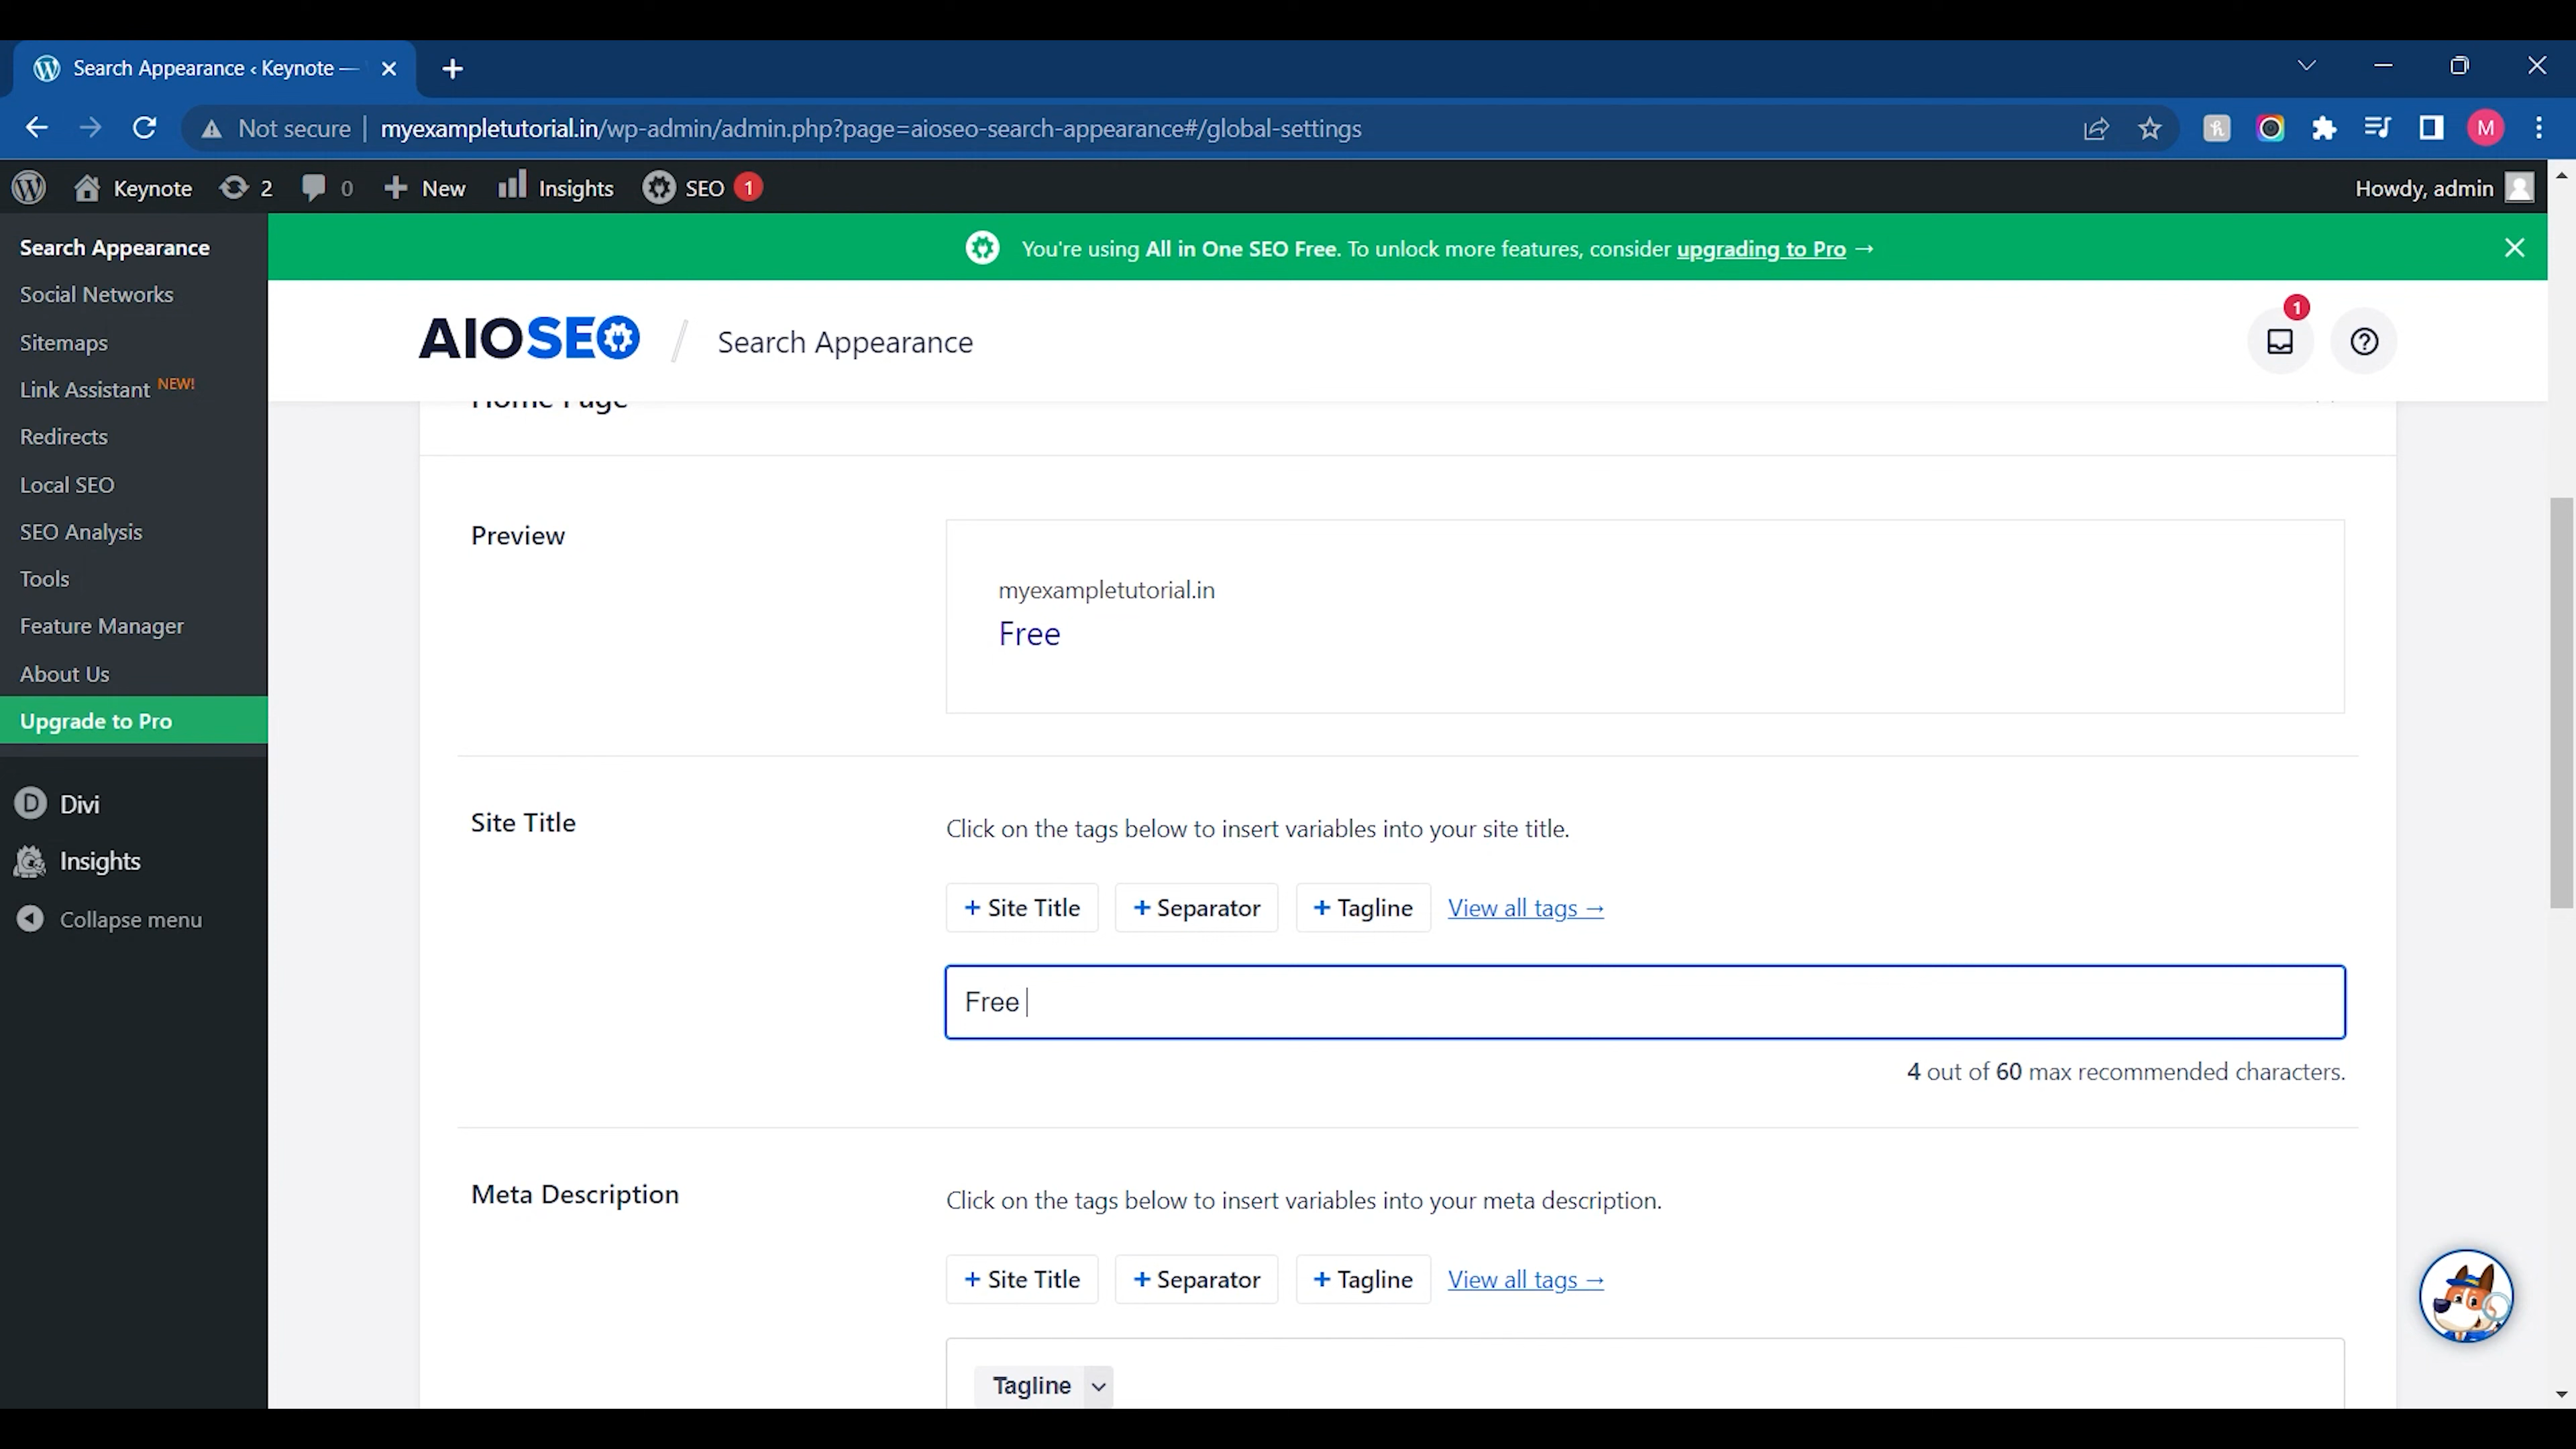 Search Appearance ‹ Keynote —
Not secure myexampletutorial.in/wp-admin/admin.php?page=aioseo-search-appearance#/global-settings
M
Keynote 2 0 New Insights SEO 1 Howdy, admin
Search Appearance
Social Networks
Sitemaps
Link Assistant NEW!
Redirects
Local SEO
SEO Analysis
Tools
Feature Manager
About Us
Upgrade to Pro
Divi
Insights
Collapse menu
You're using All in One SEO Free. To unlock more features, consider upgrading to Pro →
AIOSEO / Search Appearance
1
Home Page
Preview
myexampletutorial.in
Free
Site Title
Click on the tags below to insert variables into your site title.
+ Site Title + Separator + Tagline View all tags →
Free
4 out of 60 max recommended characters.
Meta Description
Click on the tags below to insert variables into your meta description.
+ Site Title + Separator + Tagline View all tags →
Tagline